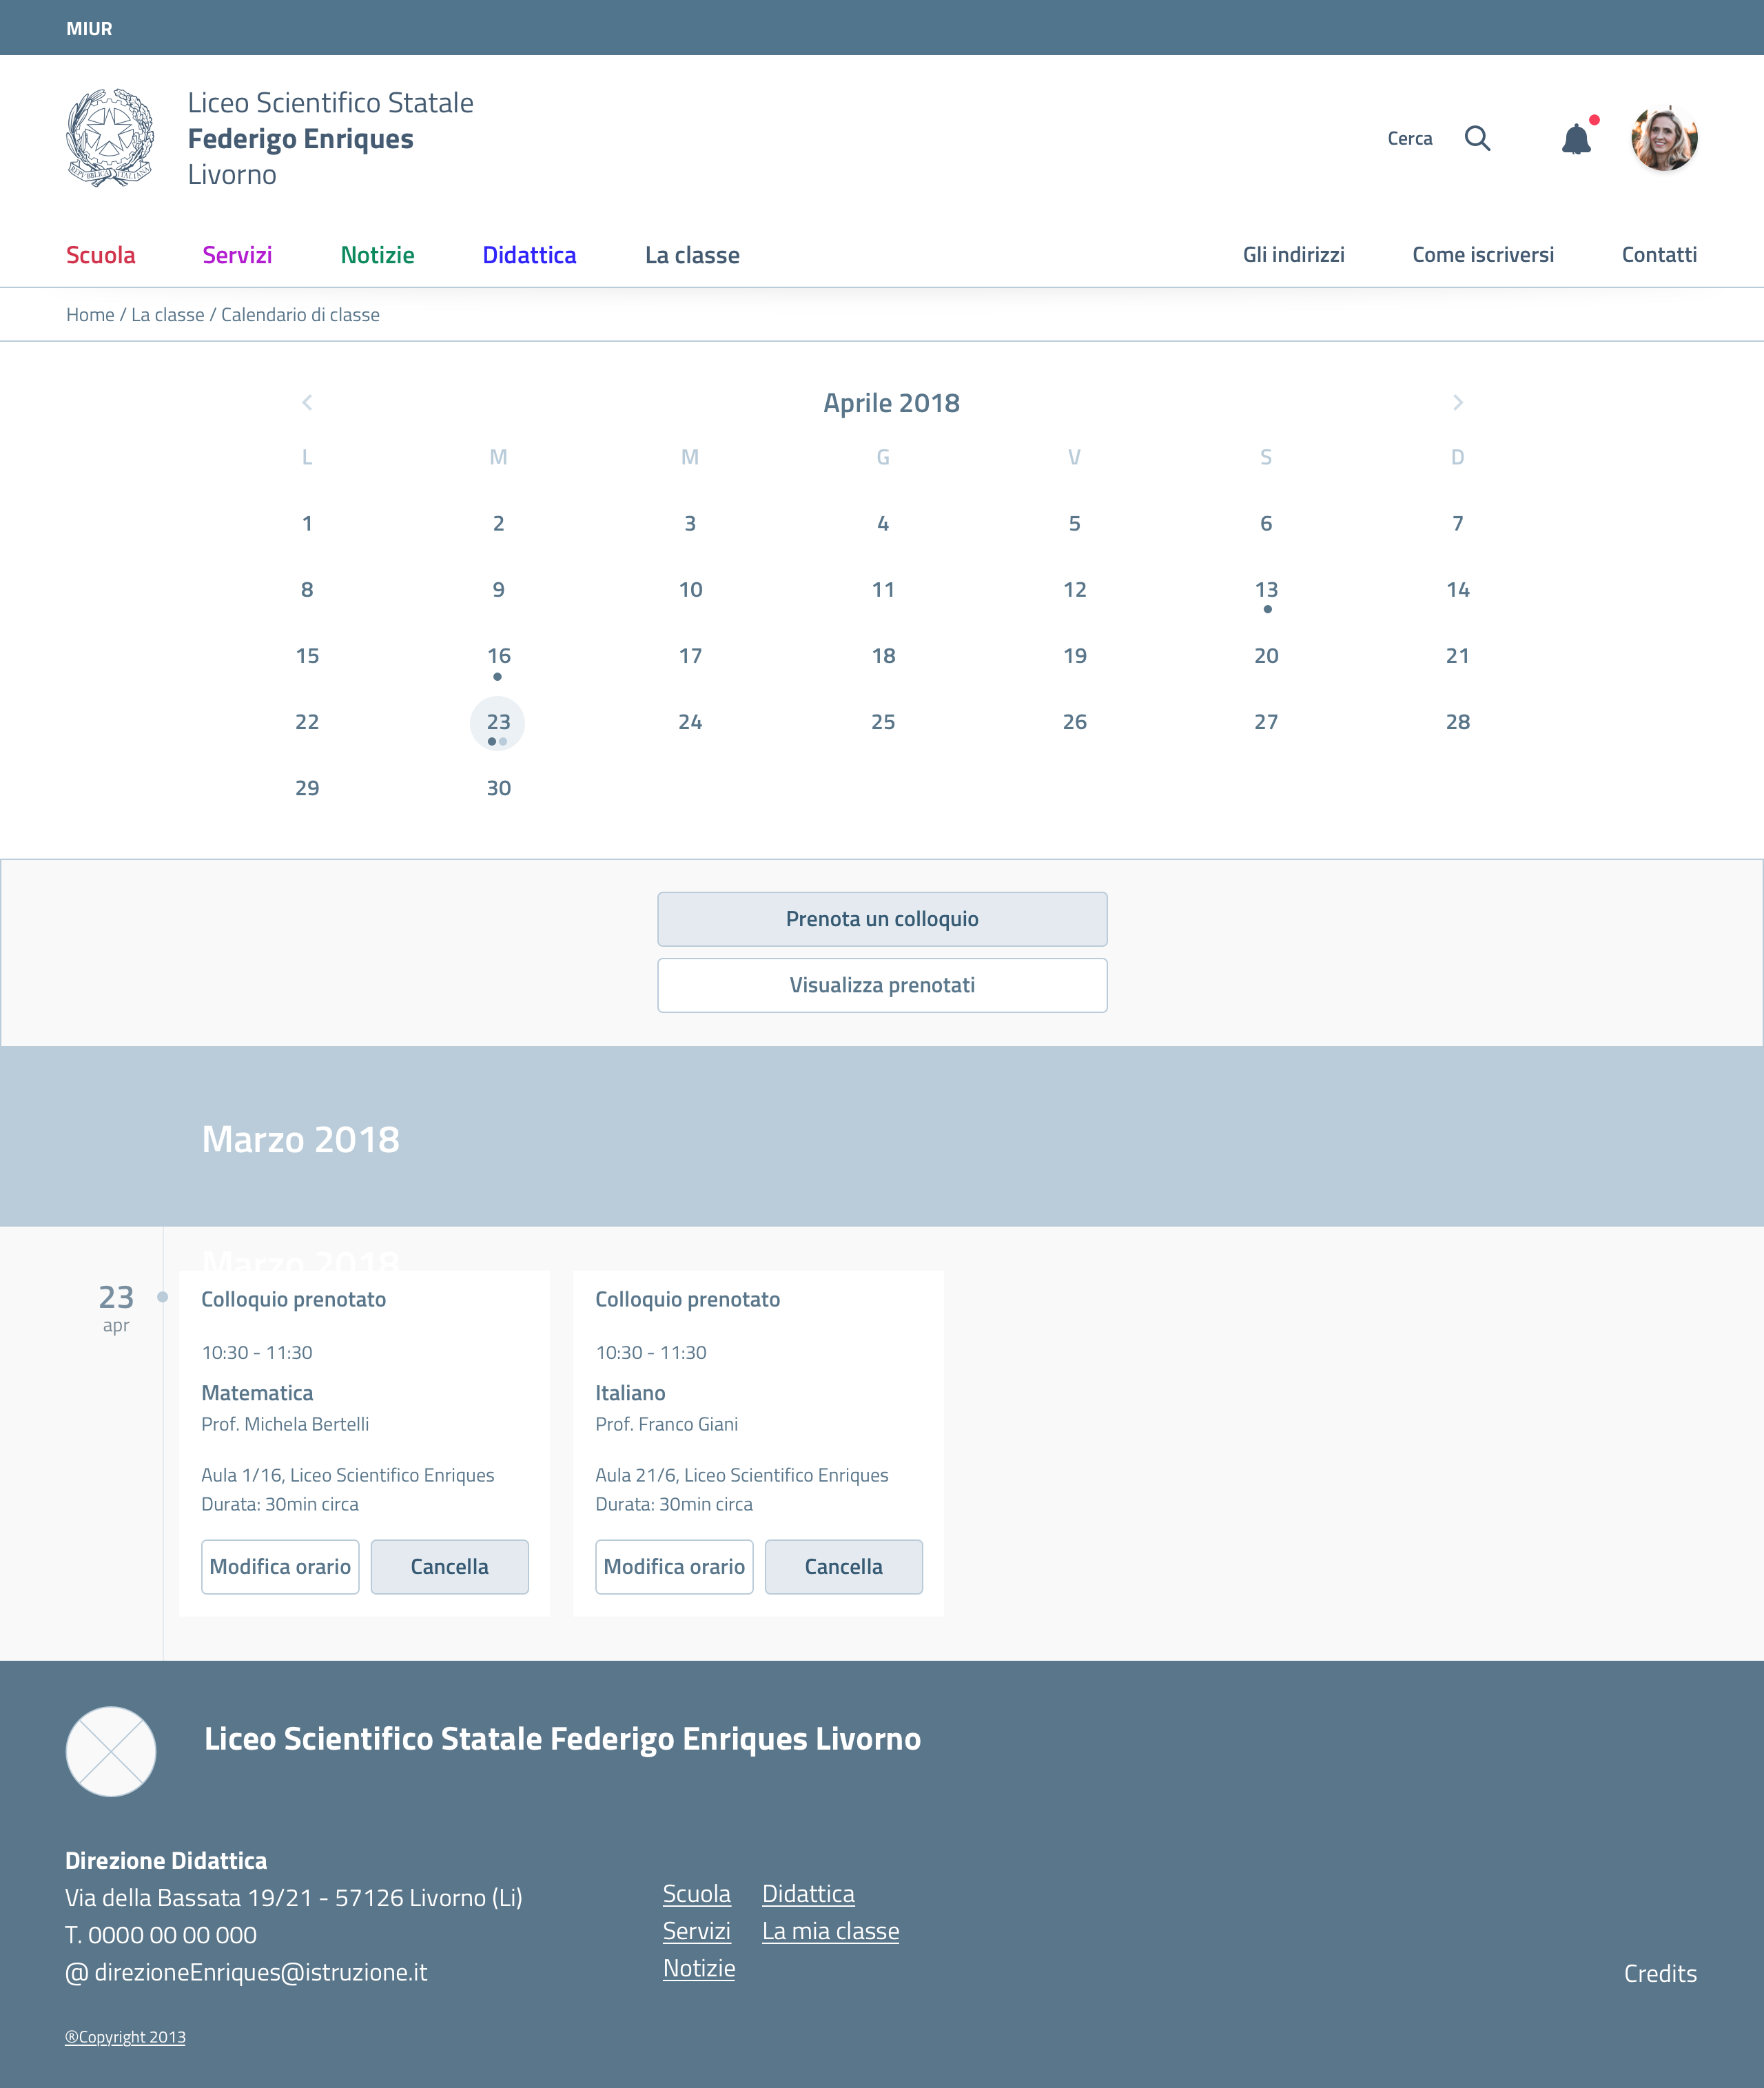 MIUR
Liceo Scientifico Statale
Federigo Enriques
Livorno
REPVBBLICA ITALIANA
Cerca
Scuola Servizi Notizie Didattica La classe Gli indirizzi Come iscriversi Contatti
Home / La classe / Calendario di classe
Aprile 2018
L M M G V S D
1 2 3 4 5 6 7
8 9 10 11 12 13 14
15 16 17 18 19 20 21
22 23 24 25 26 27 28
29 30
Prenota un colloquio
Visualizza prenotati
Marzo 2018
Marzo 2018
23
apr
Colloquio prenotato
10:30 - 11:30
Matematica
Prof. Michela Bertelli
Aula 1/16, Liceo Scientifico Enriques
Durata: 30min circa
Modifica orario Cancella
Colloquio prenotato
10:30 - 11:30
Italiano
Prof. Franco Giani
Aula 21/6, Liceo Scientifico Enriques
Durata: 30min circa
Modifica orario Cancella
Liceo Scientifico Statale Federigo Enriques Livorno
Direzione Didattica
Via della Bassata 19/21 - 57126 Livorno (Li)
T. 0000 00 00 000
@ direzioneEnriques@istruzione.it
Scuola Didattica
Servizi La mia classe
Notizie
Credits
®Copyright 2013